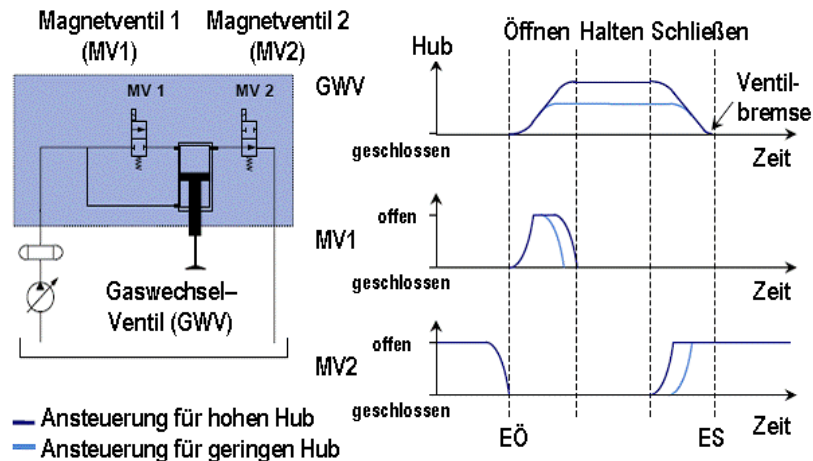 Magnetventil 1
(MV1)
Magnetventil 2
(MV2)
MV 1
MV 2
Gaswechsel–
Ventil (GWV)
Ansteuerung für hohen Hub
Ansteuerung für geringen Hub
Öffnen Halten Schließen
Hub
GWV
geschlossen
Ventil-
bremse
Zeit
offen
MV1
geschlossen
Zeit
offen
MV2
geschlossen
Zeit
EÖ
ES